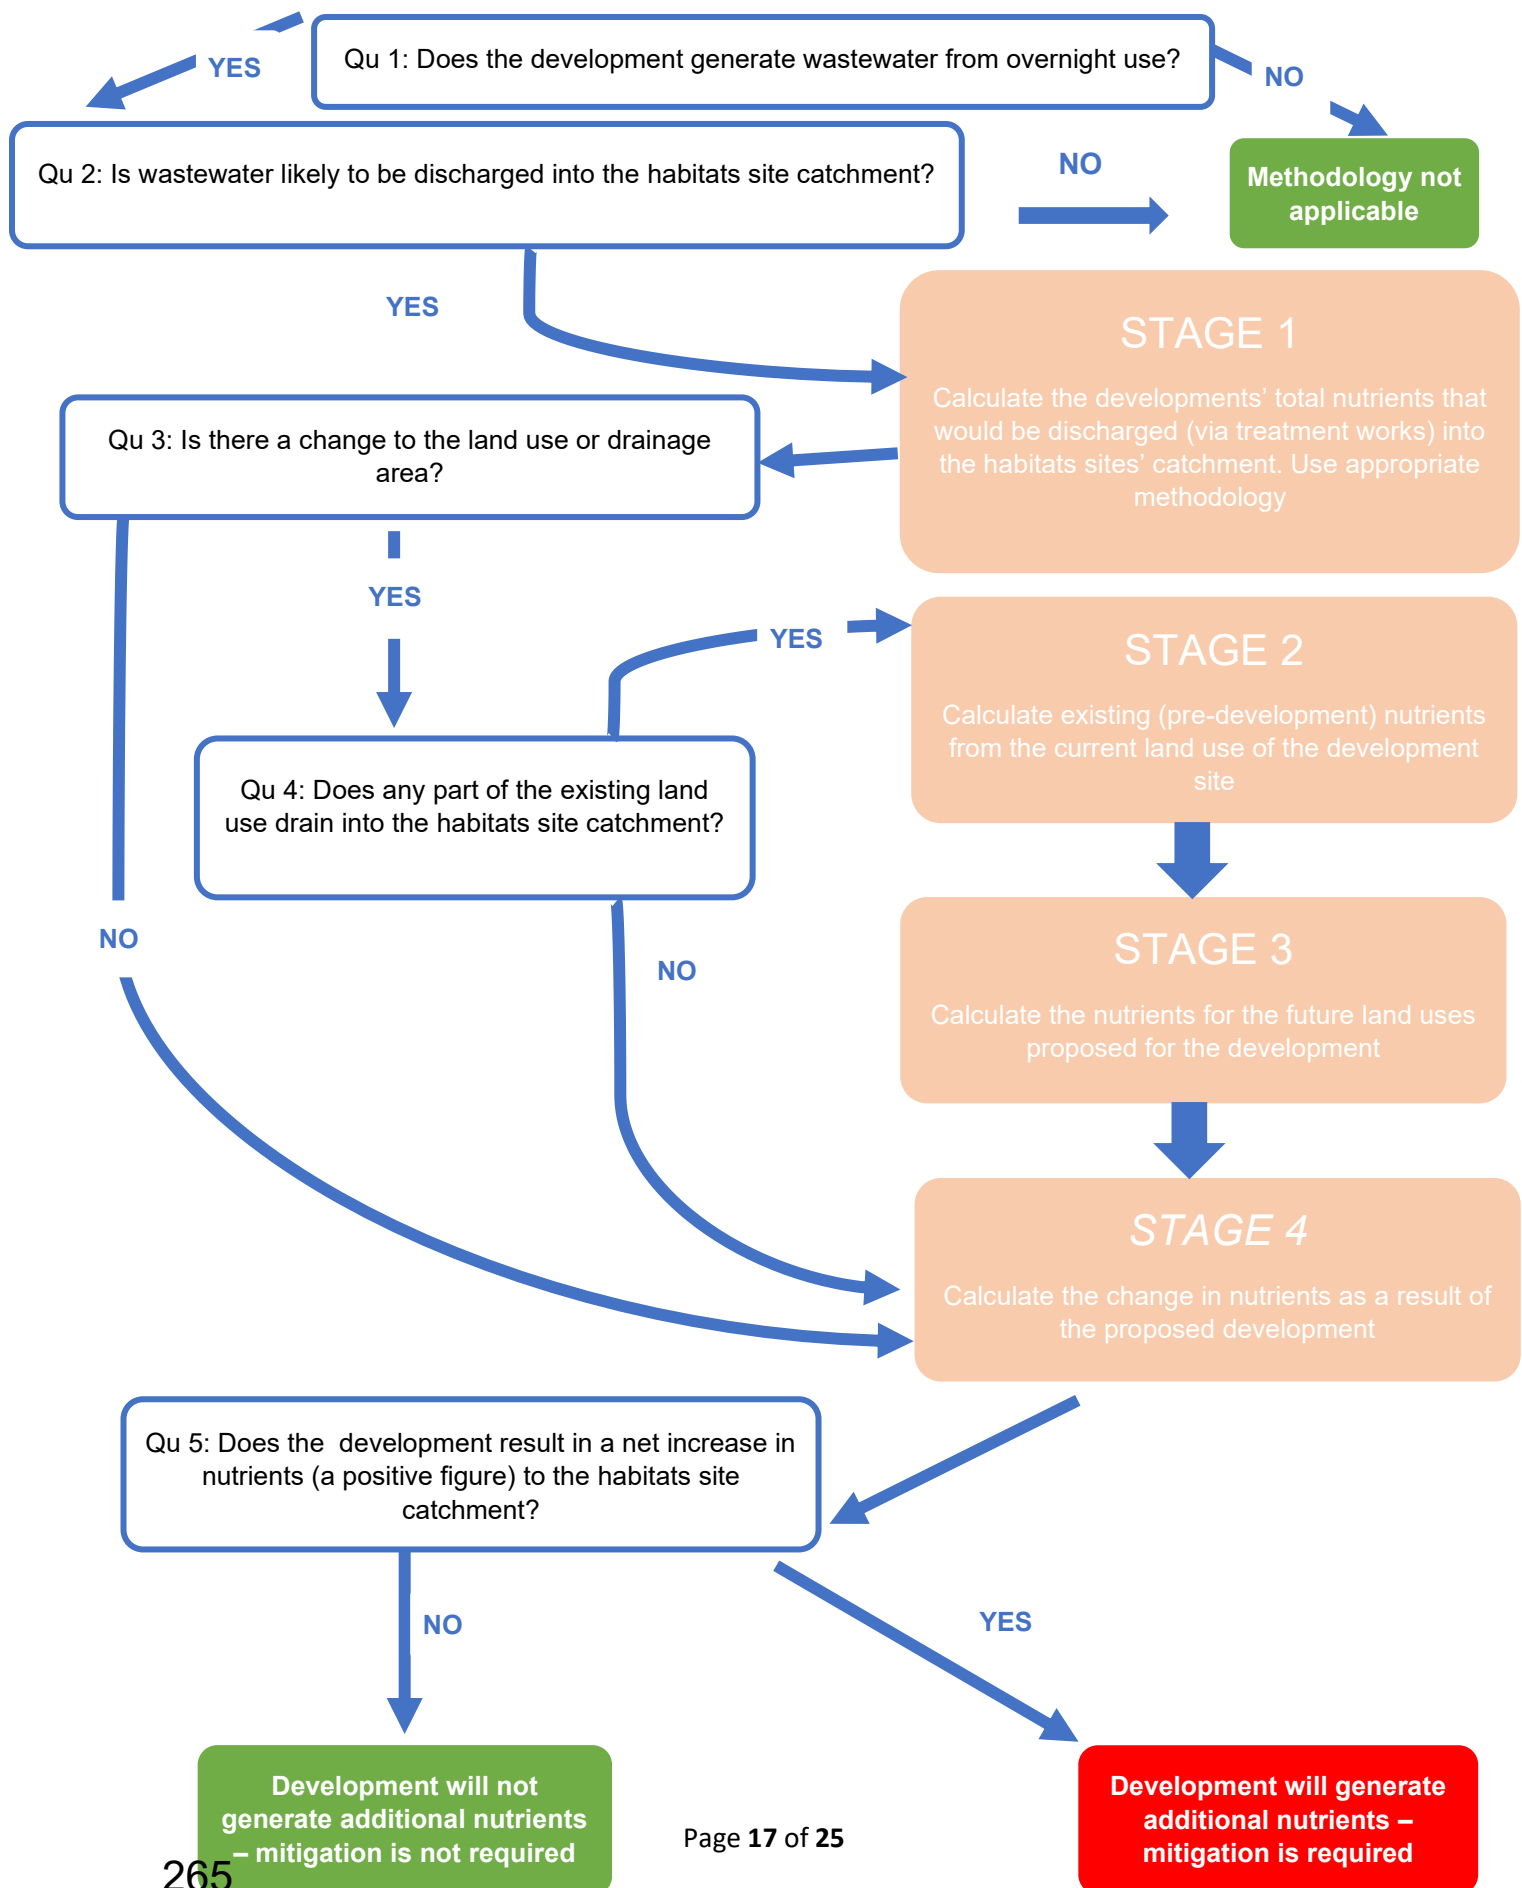 Qu 1: Does the development generate wastewater from overnight use?
YES
NO
Qu 2: Is wastewater likely to be discharged into the habitats site catchment?
NO
Methodology not
applicable
YES
STAGE 1
Calculate the developments’ total nutrients that
would be discharged (via treatment works) into
the habitats sites’ catchment. Use appropriate
methodology
Qu 3: Is there a change to the land use or drainage
area?
YES
YES
STAGE 2
Calculate existing (pre-development) nutrients
from the current land use of the development
site
Qu 4: Does any part of the existing land
use drain into the habitats site catchment?
NO
NO
STAGE 3
Calculate the nutrients for the future land uses
proposed for the development
STAGE 4
Calculate the change in nutrients as a result of
the proposed development
Qu 5: Does the  development result in a net increase in
nutrients (a positive figure) to the habitats site
catchment?
NO
YES
Development will not
generate additional nutrients
– mitigation is not required
Development will generate
additional nutrients –
mitigation is required
Page 17 of 25
265